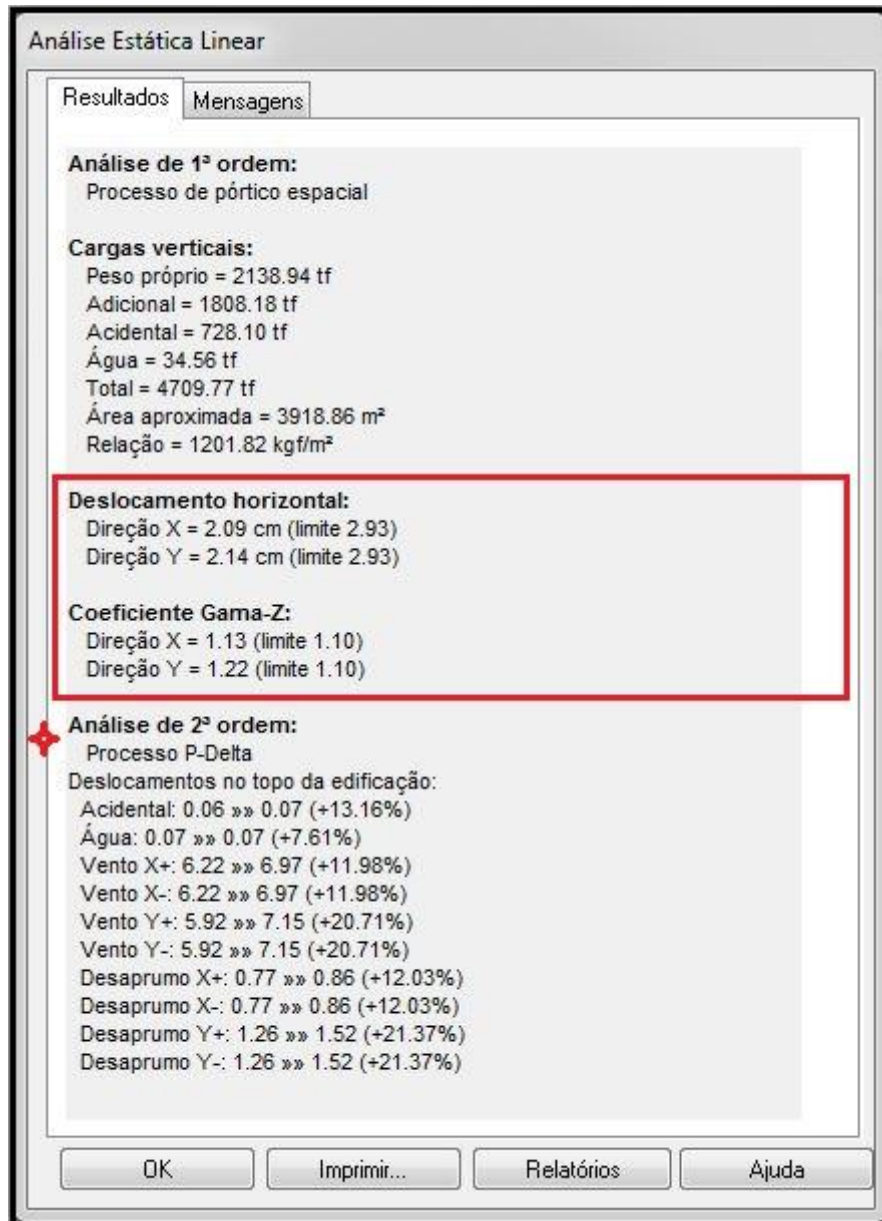 Análise Estática Linear
Resultados Mensagens
Análise de 1ª ordem:
Processo de pórtico espacial
Cargas verticais:
Peso próprio = 2138.94 tf
Adicional = 1808.18 tf
Acidental = 728.10 tf
Água = 34.56 tf
Total = 4709.77 tf
Área aproximada = 3918.86 m²
Relação = 1201.82 kgf/m²
Deslocamento horizontal:
Direção X = 2.09 cm (limite 2.93)
Direção Y = 2.14 cm (limite 2.93)
Coeficiente Gama-Z:
Direção X = 1.13 (limite 1.10)
Direção Y = 1.22 (limite 1.10)
Análise de 2ª ordem:
Processo P-Delta
Deslocamentos no topo da edificação:
Acidental: 0.06 »» 0.07 (+13.16%)
Água: 0.07 »» 0.07 (+7.61%)
Vento X+: 6.22 »» 6.97 (+11.98%)
Vento X-: 6.22 »» 6.97 (+11.98%)
Vento Y+: 5.92 »» 7.15 (+20.71%)
Vento Y-: 5.92 »» 7.15 (+20.71%)
Desaprumo X+: 0.77 »» 0.86 (+12.03%)
Desaprumo X-: 0.77 »» 0.86 (+12.03%)
Desaprumo Y+: 1.26 »» 1.52 (+21.37%)
Desaprumo Y-: 1.26 »» 1.52 (+21.37%)
OK Imprimir... Relatórios Ajuda